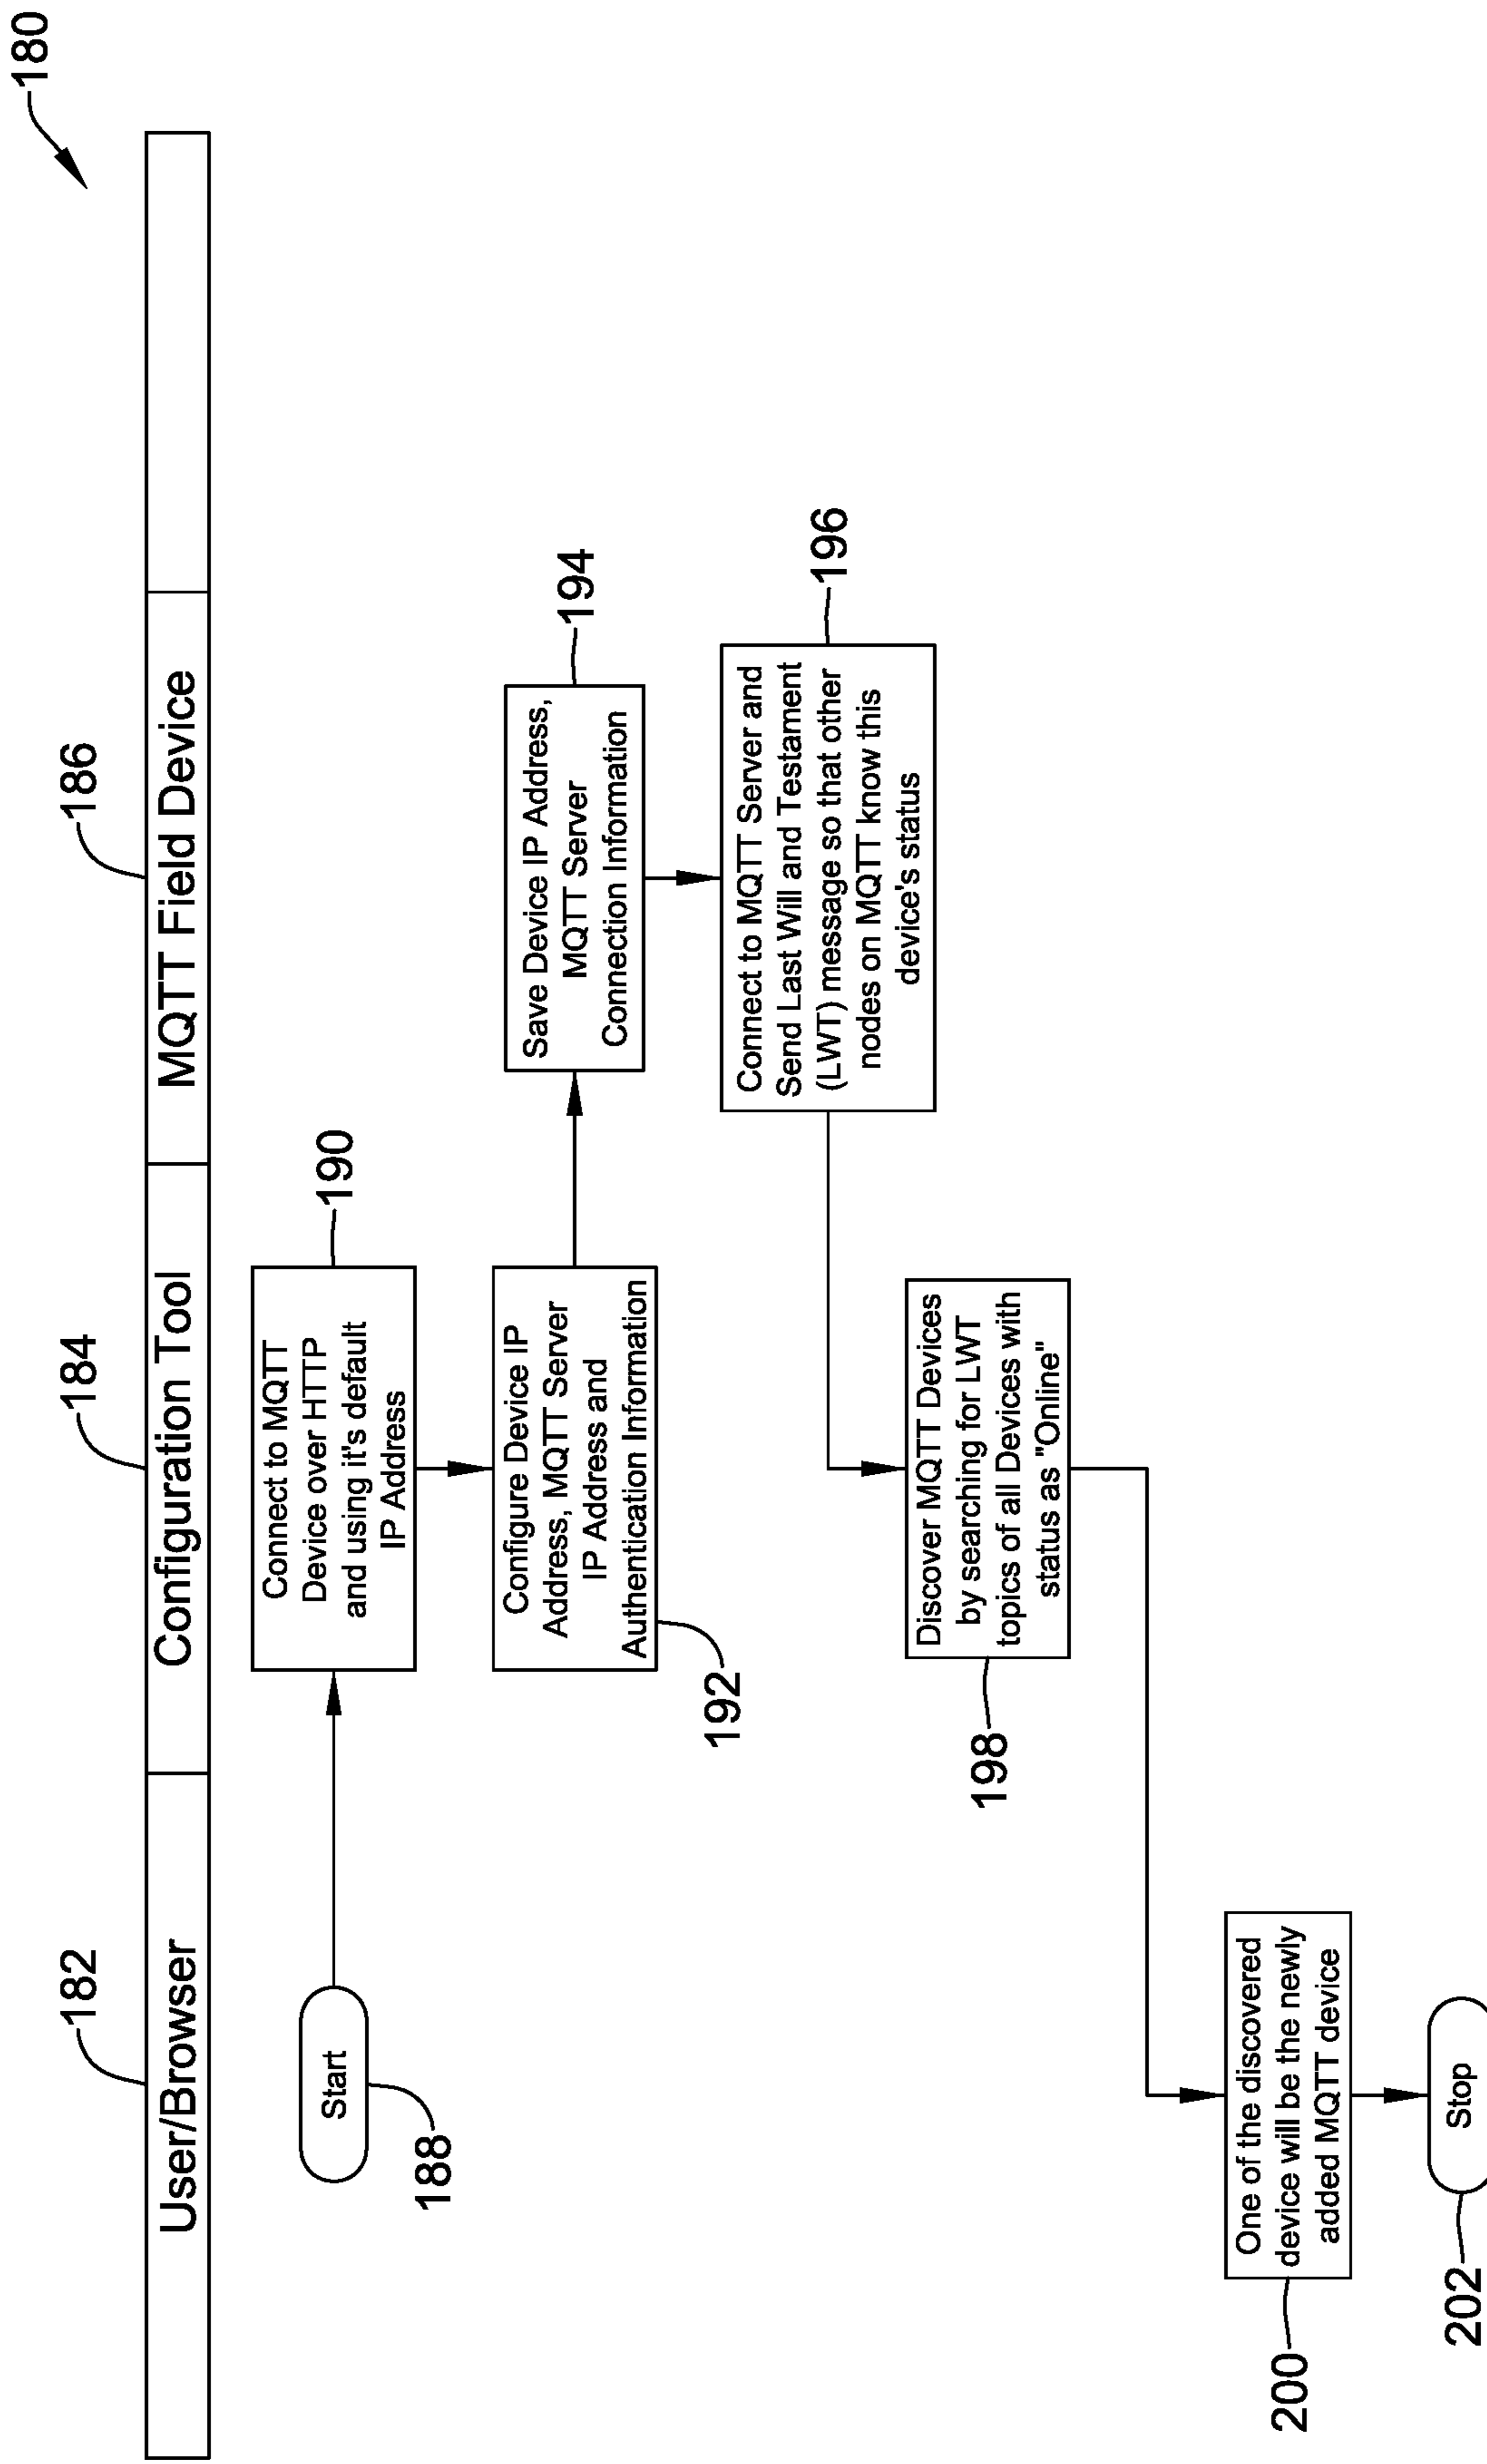 180
182
184
186
User/Browser
Configuration Tool
MQTT Field Device
Start
188
190
Connect to MQTT
Device over HTTP
and using it's default
IP Address
Configure Device IP
Address, MQTT Server
IP Address and
Authentication Information
192
194
Save Device IP Address,
MQTT Server
Connection Information
196
Connect to MQTT Server and
Send Last Will and Testament
(LWT) message so that other
nodes on MQTT know this
device's status
Discover MQTT Devices
by searching for LWT
topics of all Devices with
status as "Online"
198
One of the discovered
device will be the newly
added MQTT device
200
Stop
202